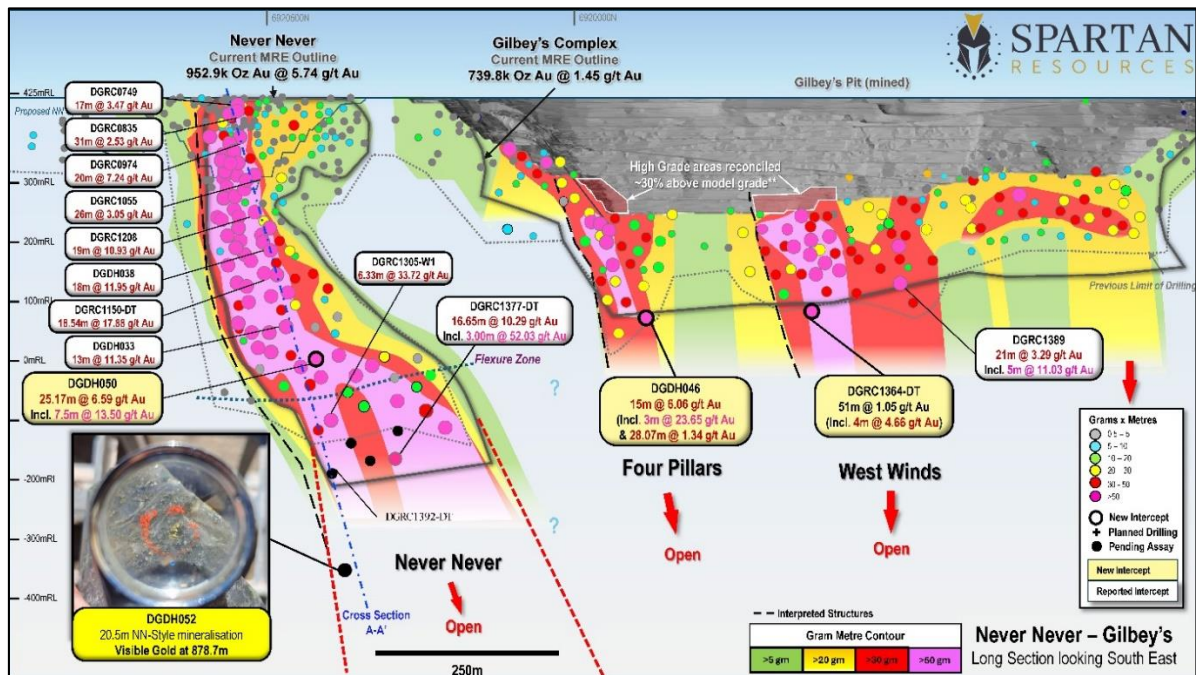 6920600N
6920000N
SPARTAN
RESOURCES
Never Never
Current MRE Outline
952.9k Oz Au @ 5.74 g/t Au
Gilbey's Complex
Current MRE Outline
739.8k Oz Au @ 1.45 g/t Au
Gilbey's Pit (mined)
425mRL
Proposed NN
DGRC0749
17m @ 3.47 g/t Au
DGRC0835
31m @ 2.53 g/t Au
DGRC0974
20m @ 7.24 g/t Au
300mRL
DGRC1055
26m @ 3.05 g/t Au
DGRC1208
19m @ 10.93 g/t Au
200mRL
DGDH038
18m @ 11.95 g/t Au
100mRL
DGRC1150-DT
DGDH033
13m @ 11.35 g/t Au
0mRL
DGDH050
25.17m @ 6.59 g/t Au
Incl. 7.5m @ 13.50 g/t Au
High Grade areas reconciled
~30% above model grade**
DGRC1305-W1
6.33m @ 33.72 g/t Au
DGRC1377-DT
16.65m @ 10.29 g/t Au
Incl. 3.00m @ 52.03 g/t Au
Flexure Zone
Previous Limit of Drilling
DGRC1389
21m @ 3.29 g/t Au
Incl. 5m @ 11.03 g/t Au
DGDH046
15m @ 6.06 g/t Au
(Incl. 3m @ 23.65 g/t Au
& 28.07m @ 1.34 g/t Au)
DGRC1364-DT
51m @ 1.05 g/t Au
(Incl. 4m @ 4.66 g/t Au)
?
Four Pillars
Open
West Winds
Open
-200mRL
DGRC1392-DT
?
-300mRL
-400mRL
Never Never
Open
Cross Section
A-A'
250m
DGDH052
20.5m NN-Style mineralisation
Visible Gold at 878.7m
Grams x Metres
0.5 – 5
5 – 10
10 – 20
20 – 30
30 – 50
>50
New Intercept
Planned Drilling
Pending Assay
New Intercept
Reported Intercept
Interpreted Structures
Gram Metre Contour
>5 gm
>20 gm
>30 gm
>50 gm
Never Never – Gilbey's
Long Section looking South East